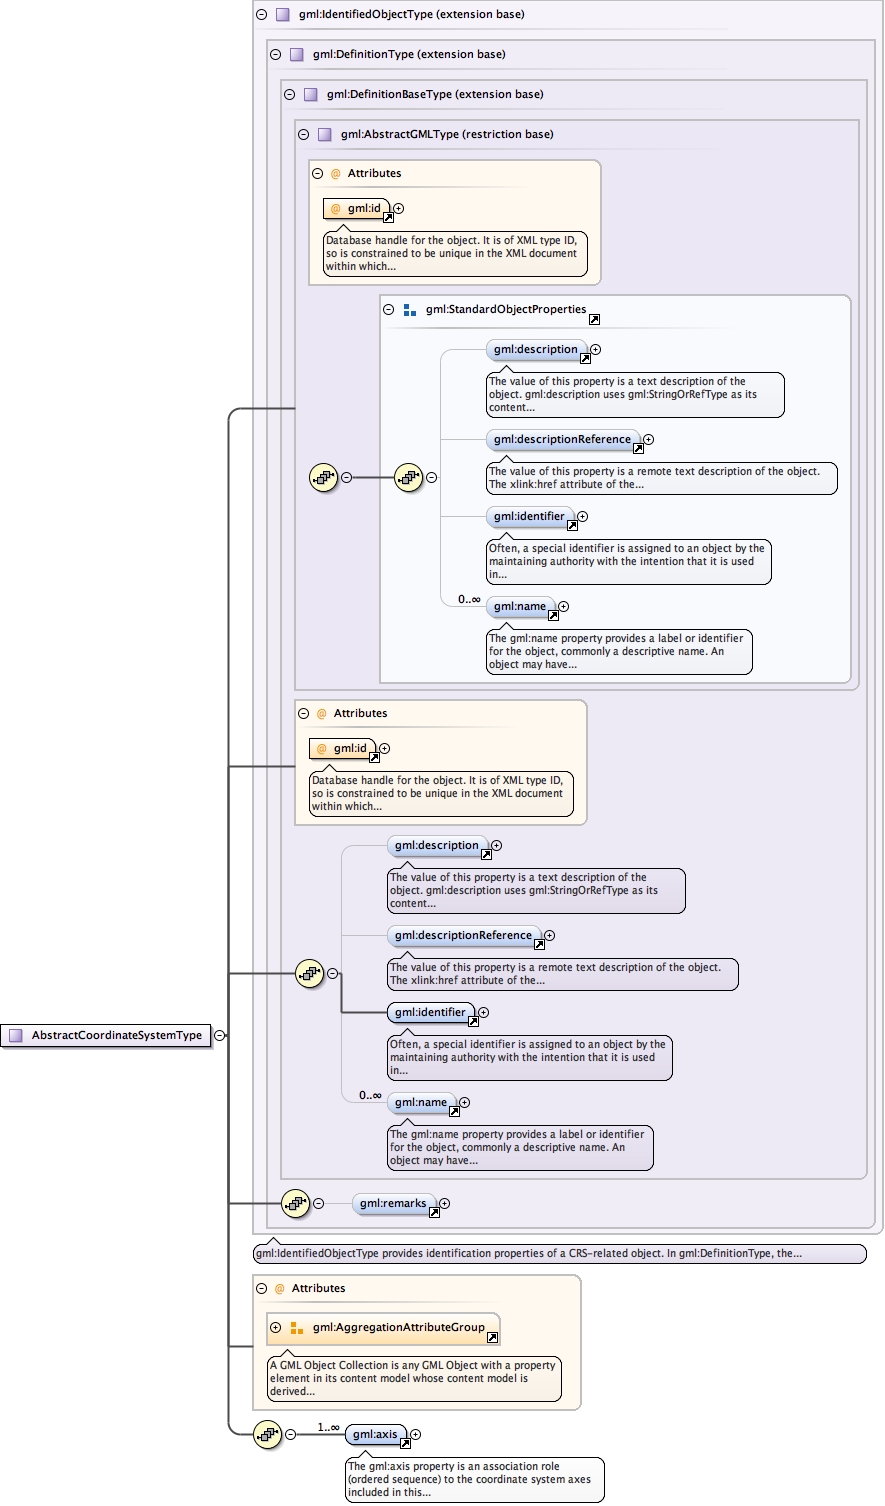 gml:IdentifiedObjectType (extension base)
gml:DefinitionType (extension base)
gml:DefinitionBaseType (extension base)
gml:AbstractGMLType (restriction base)
@ Attributes
@ gml:id
Database handle for the object. It is of XML type ID,
so is constrained to be unique in the XML document
within which...
gml:StandardObjectProperties
gml:description
The value of this property is a text description of the
object. gml:description uses gml:StringOrRefType as its
content...
gml:descriptionReference
The value of this property is a remote text description of the object.
The xlink:href attribute of the...
gml:identifier
Often, a special identifier is assigned to an object by the
maintaining authority with the intention that it is used
in...
0..∞
gml:name
The gml:name property provides a label or identifier
for the object, commonly a descriptive name. An
object may have...
@ Attributes
@ gml:id
Database handle for the object. It is of XML type ID,
so is constrained to be unique in the XML document
within which...
gml:description
The value of this property is a text description of the
object. gml:description uses gml:StringOrRefType as its
content...
gml:descriptionReference
The value of this property is a remote text description of the object.
The xlink:href attribute of the...
gml:identifier
AbstractCoordinateSystemType
Often, a special identifier is assigned to an object by the
maintaining authority with the intention that it is used
in...
0..∞
gml:name
The gml:name property provides a label or identifier
for the object, commonly a descriptive name. An
object may have...
gml:remarks
gml:IdentifiedObjectType provides identification properties of a CRS-related object. In gml:DefinitionType, the...
@ Attributes
gml:AggregationAttributeGroup
A GML Object Collection is any GML Object with a property
element in its content model whose content model is
derived...
1..∞
gml:axis
The gml:axis property is an association role
(ordered sequence) to the coordinate system axes
included in this...